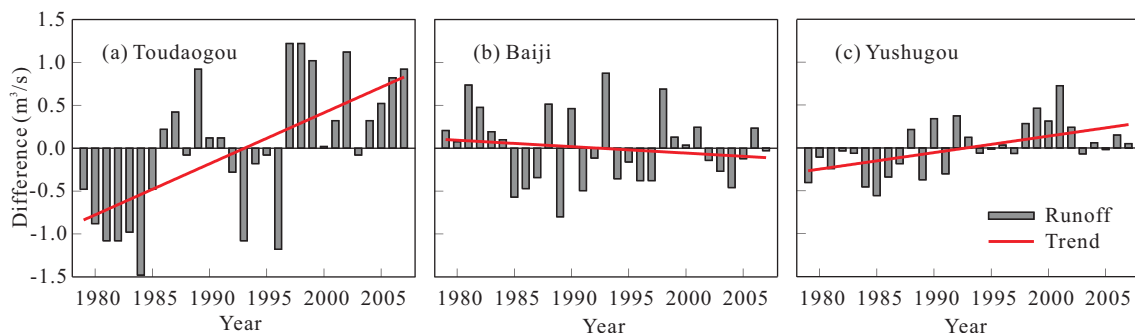 (a) Toudaogou
(b) Baiji
(c) Yushugou
Difference (m³/s)
1.0
0.5
0.0
-0.5
-1.0
-1.5
Runoff
Trend
1980 1985 1990 1995 2000 2005
1980 1985 1990 1995 2000 2005
1980 1985 1990 1995 2000 2005
Year
Year
Year